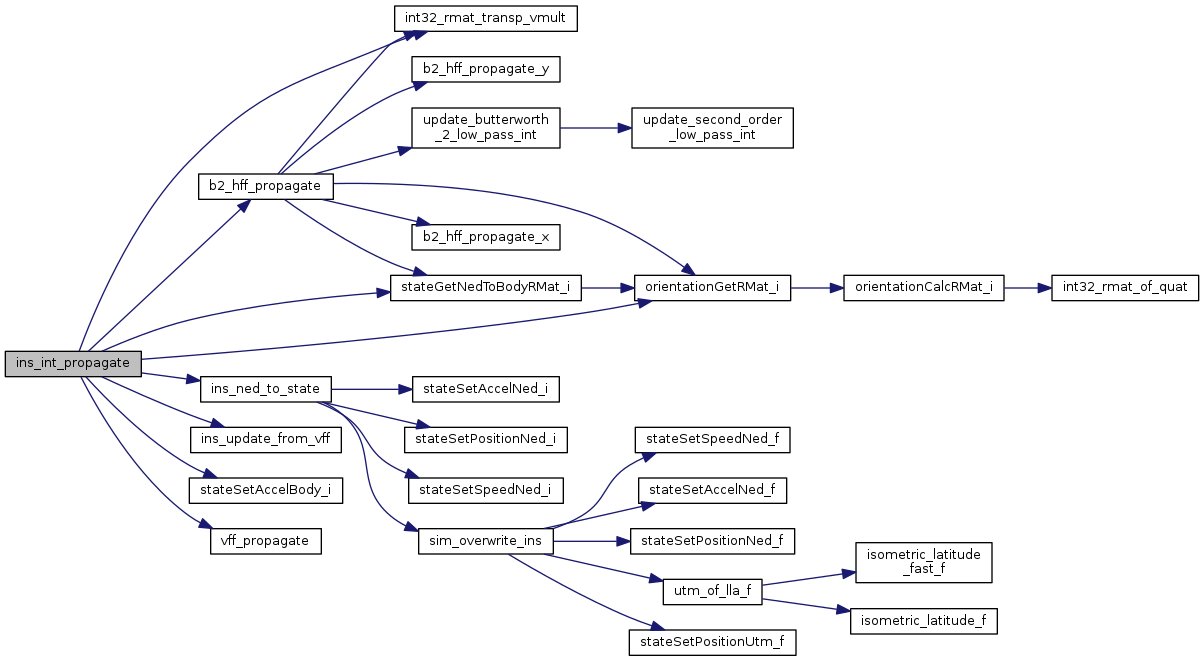 int32_rmat_transp_vmult
b2_hff_propagate_y
update_butterworth
_2_low_pass_int
update_second_order
_low_pass_int
b2_hff_propagate
b2_hff_propagate_x
stateGetNedToBodyRMat_i
orientationGetRMat_i
orientationCalcRMat_i
int32_rmat_of_quat
ins_int_propagate
ins_ned_to_state
stateSetAccelNed_i
ins_update_from_vff
stateSetPositionNed_i
stateSetSpeedNed_f
stateSetAccelBody_i
stateSetSpeedNed_i
stateSetAccelNed_f
vff_propagate
sim_overwrite_ins
stateSetPositionNed_f
isometric_latitude
_fast_f
utm_of_lla_f
isometric_latitude_f
stateSetPositionUtm_f